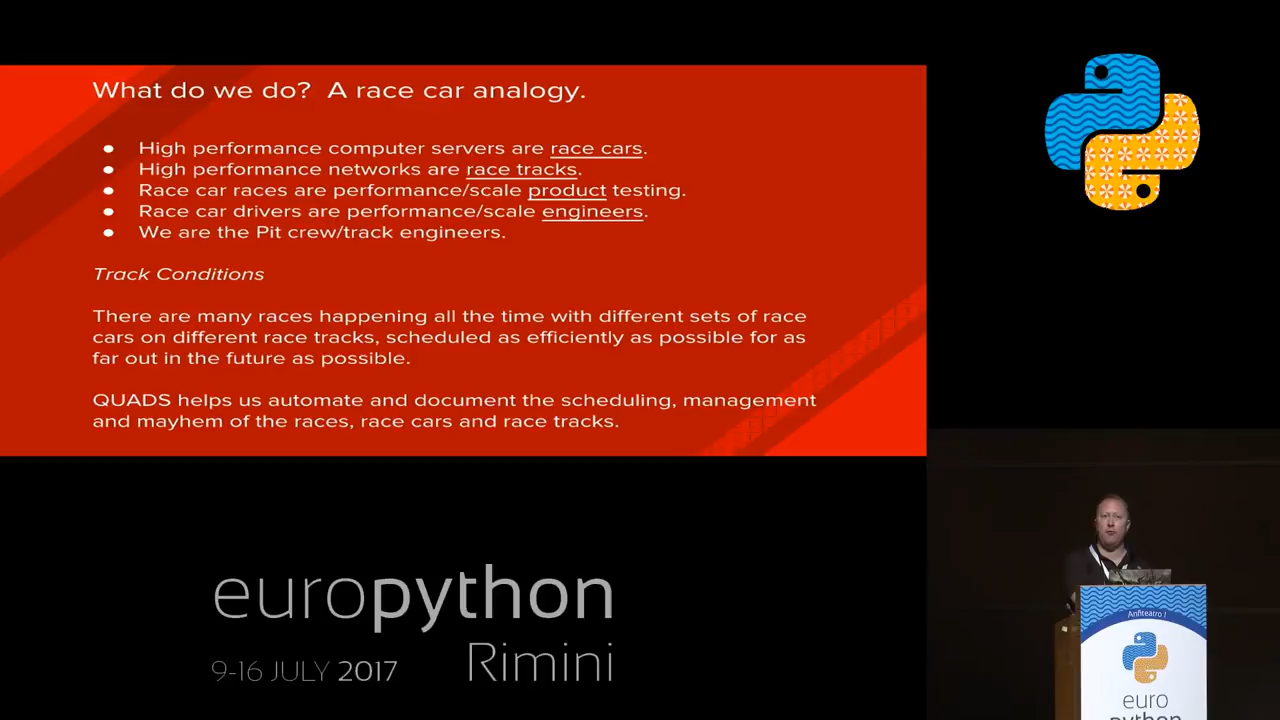 What do we do? A race car analogy.
● High performance computer servers are race cars.
● High performance networks are race tracks.
● Race car races are performance/scale product testing.
● Race car drivers are performance/scale engineers.
● We are the Pit crew/track engineers.
Track Conditions
There are many races happening all the time with different sets of race
cars on different race tracks, scheduled as efficiently as possible for as
far out in the future as possible.
QUADS helps us automate and document the scheduling, management
and mayhem of the races, race cars and race tracks.
europython
9-16 JULY 2017 Rimini
Anfiteatro !
euro
python